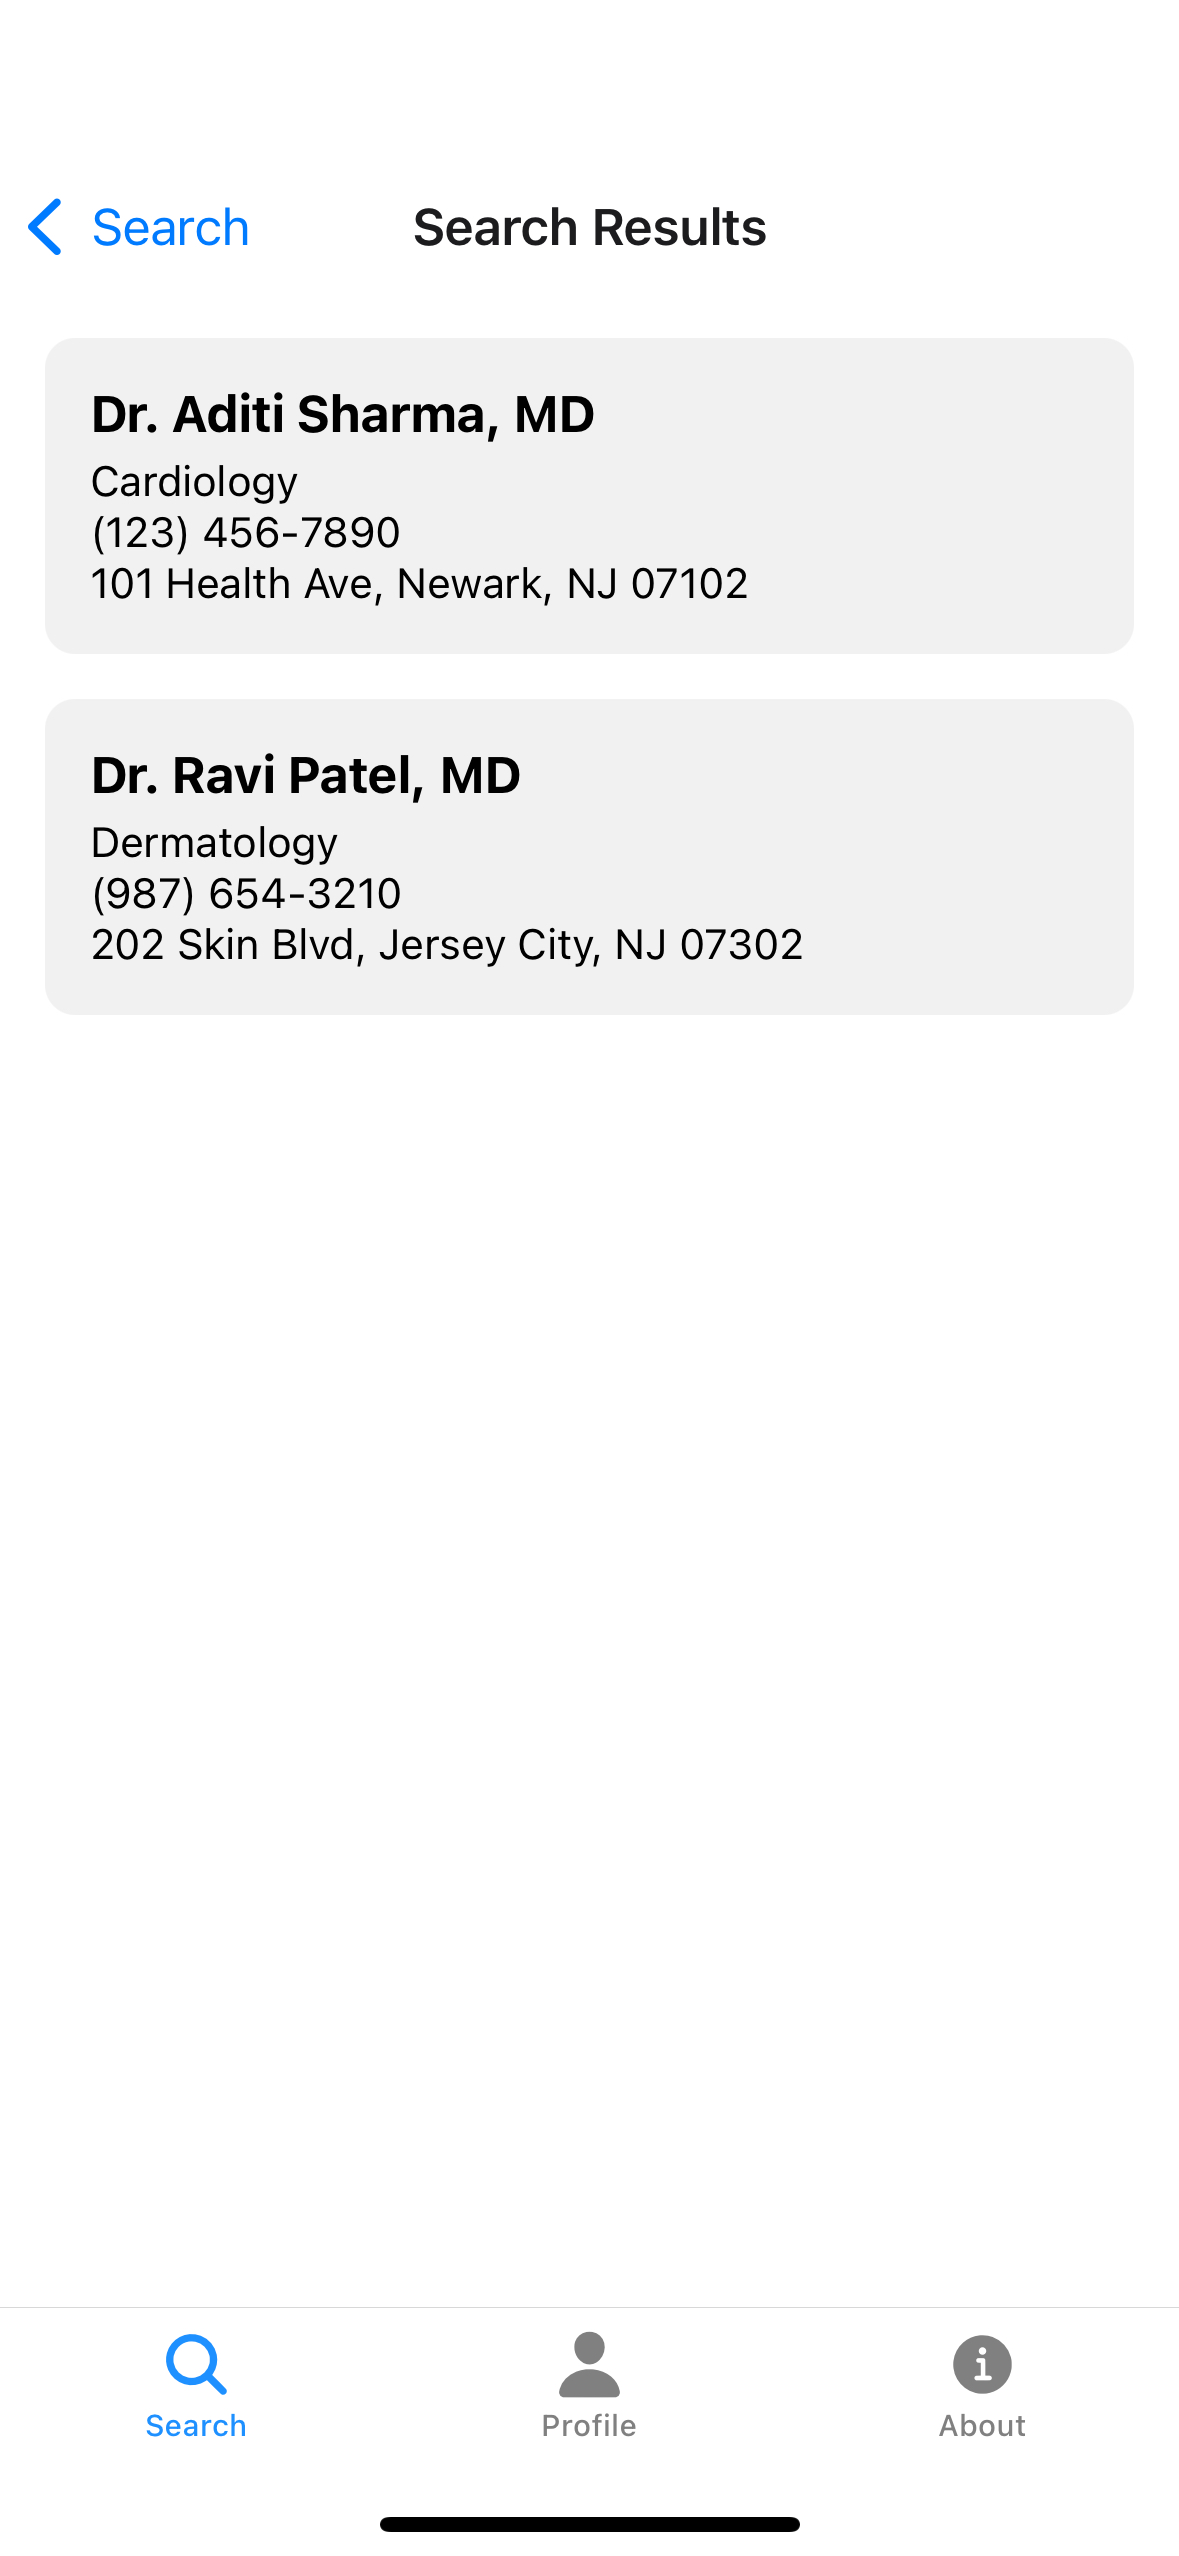 Search
Search Results
Dr. Aditi Sharma, MD
Cardiology
(123) 456-7890
101 Health Ave, Newark, NJ 07102
Dr. Ravi Patel, MD
Dermatology
(987) 654-3210
202 Skin Blvd, Jersey City, NJ 07302
Search
Profile
About